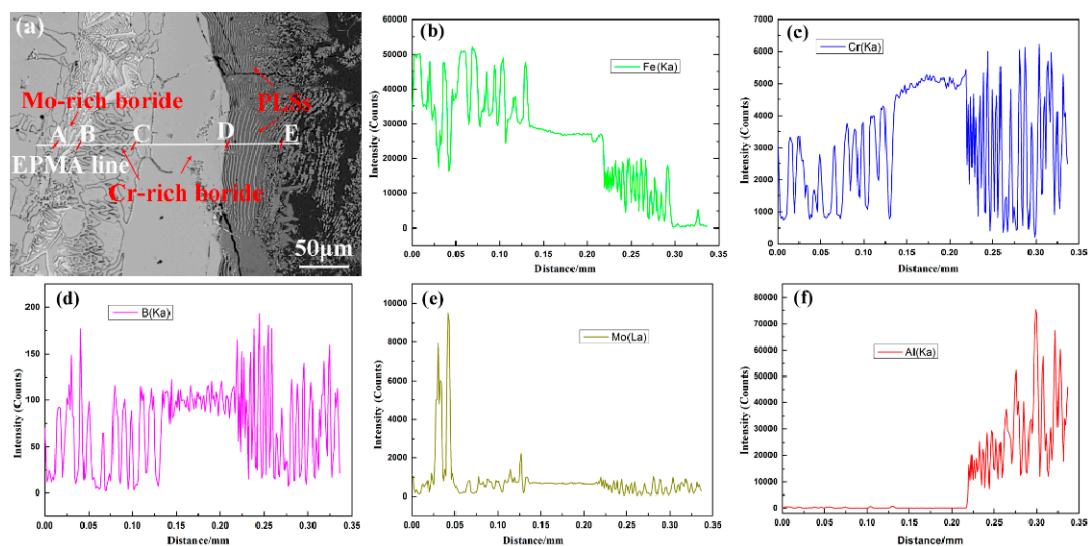 (a)
Mo-rich boride
PLSs
A B C D E
EPMA line
Cr-rich boride
50μm
(b)
Fe(Ka)
Intensity (Counts)
60000
50000
40000
30000
20000
10000
0
0.00 0.05 0.10 0.15 0.20 0.25 0.30 0.35
Distance/mm
(c)
Cr(Ka)
Intensity (Counts)
7000
6000
5000
4000
3000
2000
1000
0
0.00 0.05 0.10 0.15 0.20 0.25 0.30 0.35
Distance/mm
(d)
B(Ka)
Intensity (Counts)
200
150
100
50
0
0.00 0.05 0.10 0.15 0.20 0.25 0.30 0.35
Distance/mm
(e)
Mo(La)
Intensity (Counts)
10000
8000
6000
4000
2000
0
0.00 0.05 0.10 0.15 0.20 0.25 0.30 0.35
Distance/mm
(f)
Al(Ka)
Intensity (Counts)
80000
70000
60000
50000
40000
30000
20000
10000
0
0.00 0.05 0.10 0.15 0.20 0.25 0.30 0.35
Distance/mm